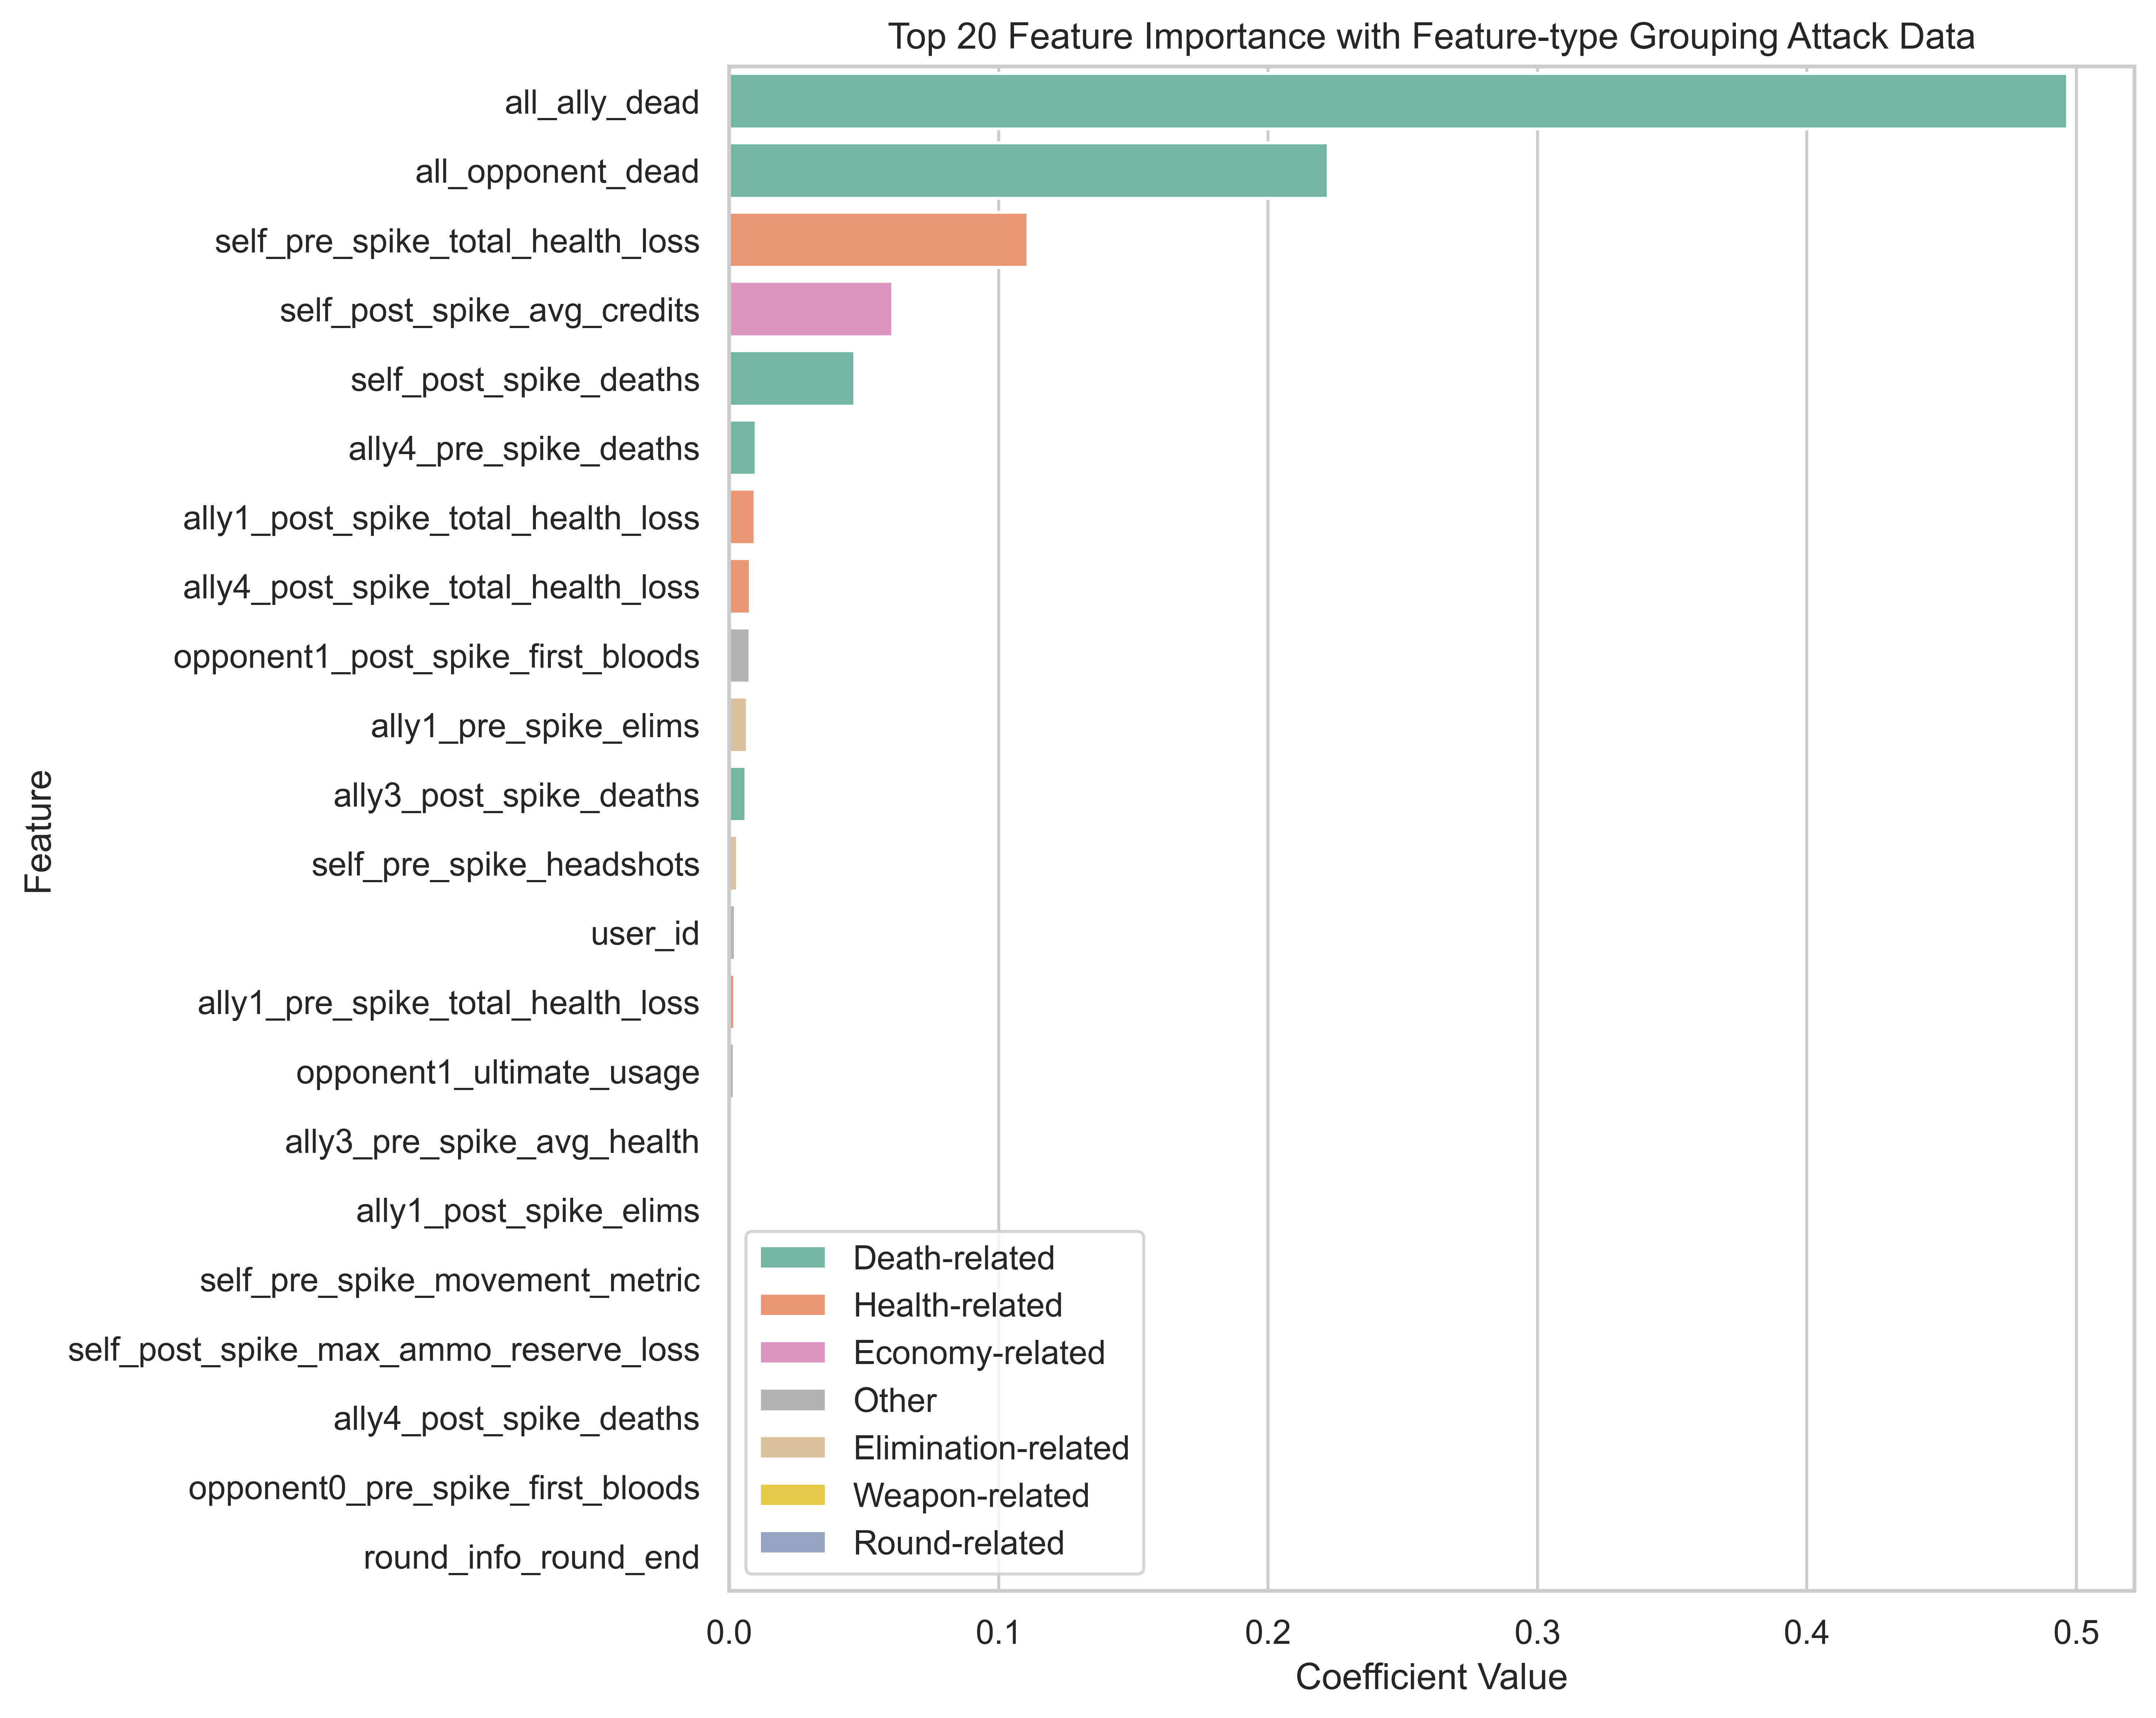 Top 20 Feature Importance with Feature-type Grouping Attack Data
all_ally_dead
all_opponent_dead
self_pre_spike_total_health_loss
self_post_spike_avg_credits
self_post_spike_deaths
ally4_pre_spike_deaths
ally1_post_spike_total_health_loss
ally4_post_spike_total_health_loss
opponent1_post_spike_first_bloods
ally1_pre_spike_elims
ally3_post_spike_deaths
self_pre_spike_headshots
user_id
ally1_pre_spike_total_health_loss
opponent1_ultimate_usage
ally3_pre_spike_avg_health
ally1_post_spike_elims
self_pre_spike_movement_metric
self_post_spike_max_ammo_reserve_loss
ally4_post_spike_deaths
opponent0_pre_spike_first_bloods
round_info_round_end
Feature
Death-related
Health-related
Economy-related
Other
Elimination-related
Weapon-related
Round-related
0.0 0.1 0.2 0.3 0.4 0.5
Coefficient Value